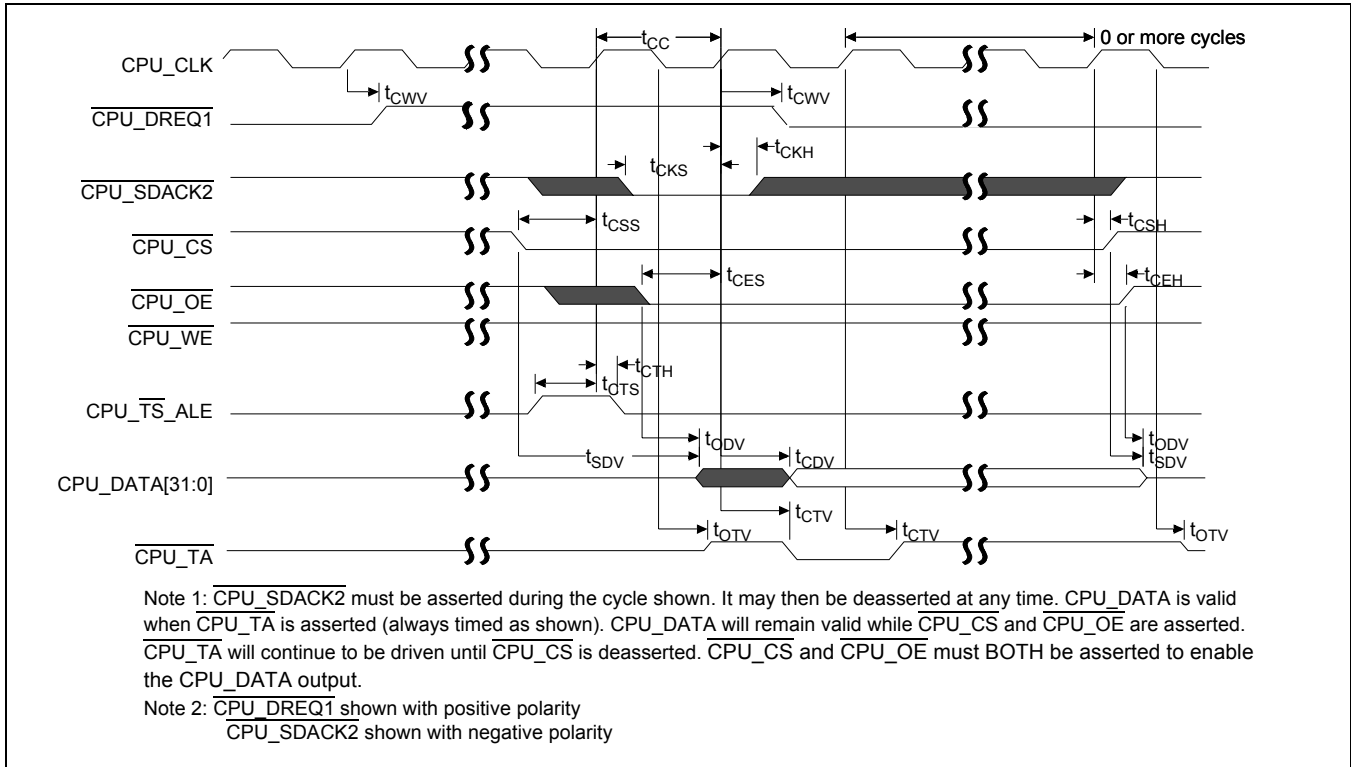 tCC
0 or more cycles
CPU_CLK
tCWV
tCWV
CPU_DREQ1
tCKH
tCKS
CPU_SDACK2
tCSS
tCSH
CPU_CS
tCES
tCEH
CPU_OE
CPU_WE
tCTH
tCTS
CPU_TS_ALE
tODV
tODV
tSDV
tCDV
tSDV
CPU_DATA[31:0]
tCTV
tOTV
tCTV
tOTV
CPU_TA
Note 1: CPU_SDACK2 must be asserted during the cycle shown. It may then be deasserted at any time. CPU_DATA is valid
when CPU_TA is asserted (always timed as shown). CPU_DATA will remain valid while CPU_CS and CPU_OE are asserted.
CPU_TA will continue to be driven until CPU_CS is deasserted. CPU_CS and CPU_OE must BOTH be asserted to enable
the CPU_DATA output.
Note 2: CPU_DREQ1 shown with positive polarity
CPU_SDACK2 shown with negative polarity